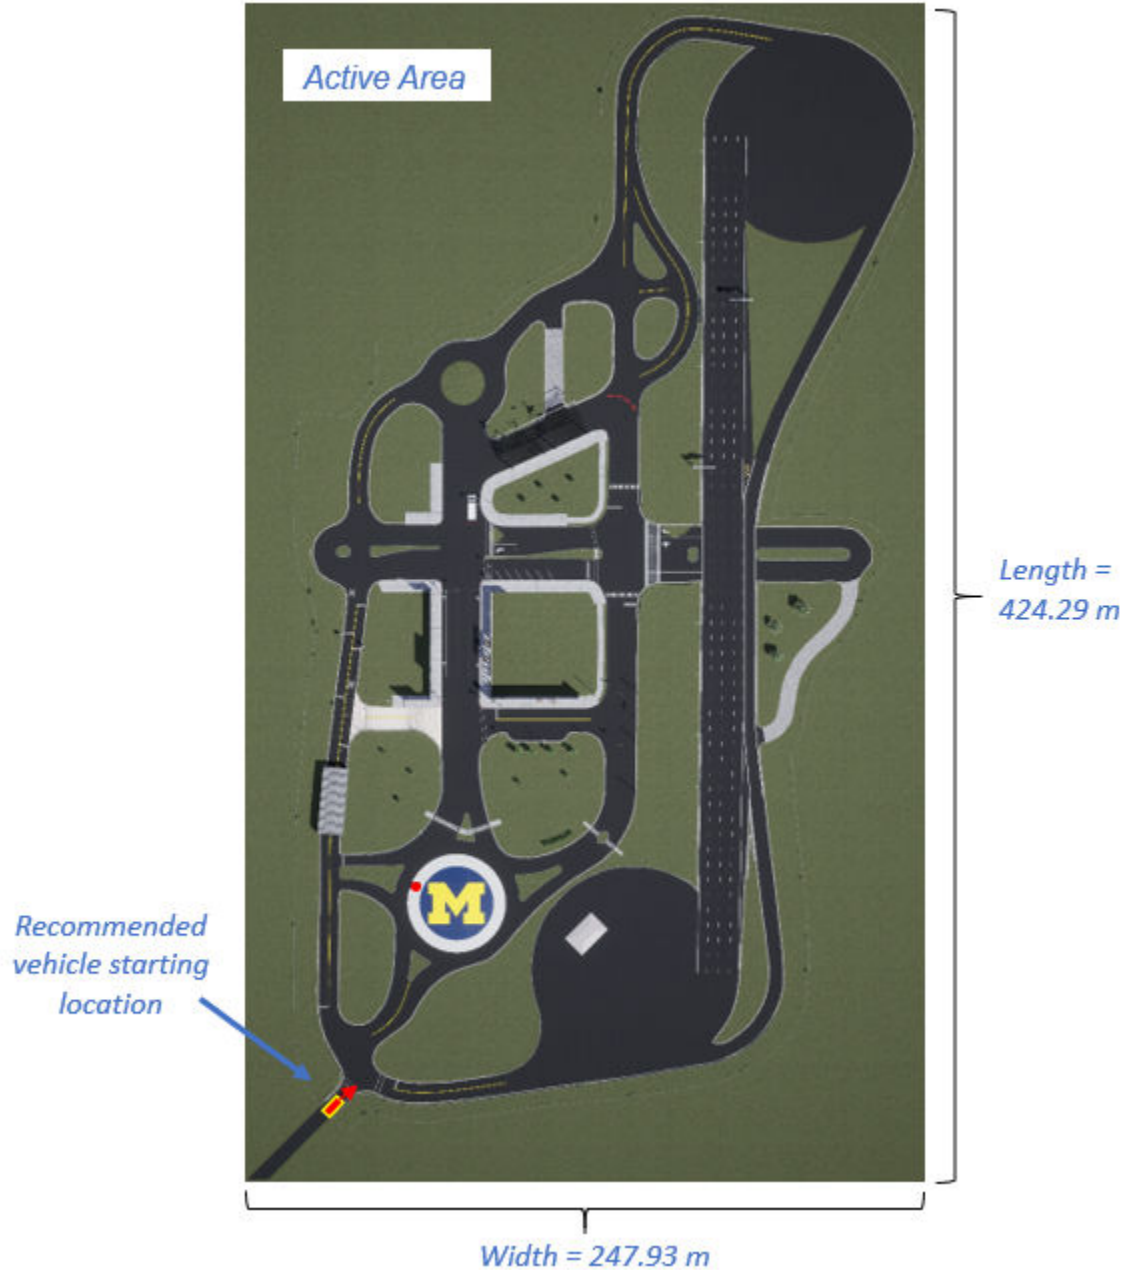 Active Area
Length =
424.29 m
M
Recommended
vehicle starting
location
Width = 247.93 m